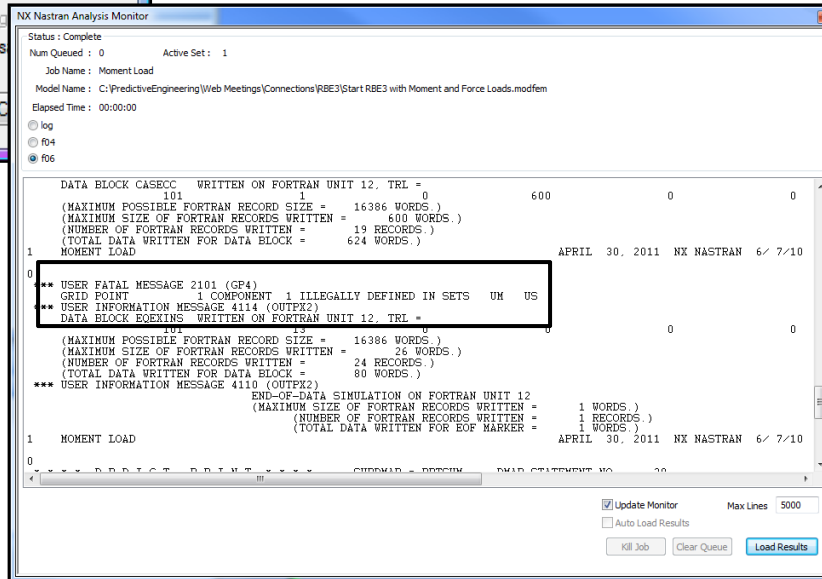 NX Nastran Analysis Monitor
Status : Complete
Num Queued : 0 Active Set : 1
Job Name : Moment Load
Model Name : C:\PredictiveEngineering\Web Meetings\Connections\RBE3\Start RBE3 with Moment and Force Loads.modfem
Elapsed Time : 00:00:00
log
f04
f06
DATA BLOCK CASECC WRITTEN ON FORTRAN UNIT 12, TRL =
101 1 0 600 0 0
(MAXIMUM POSSIBLE FORTRAN RECORD SIZE = 16386 WORDS.)
(MAXIMUM SIZE OF FORTRAN RECORDS WRITTEN = 600 WORDS.)
(NUMBER OF FORTRAN RECORDS WRITTEN = 19 RECORDS.)
(TOTAL DATA WRITTEN FOR DATA BLOCK = 624 WORDS.)
1 MOMENT LOAD APRIL 30, 2011 NX NASTRAN 6/ 7/10
0
*** USER FATAL MESSAGE 2101 (GP4)
GRID POINT 1 COMPONENT 1 ILLEGALLY DEFINED IN SETS UM US
*** USER INFORMATION MESSAGE 4114 (OUTPX2)
DATA BLOCK EQEXINS WRITTEN ON FORTRAN UNIT 12, TRL =
101 13 0 0 0 0
(MAXIMUM POSSIBLE FORTRAN RECORD SIZE = 16386 WORDS.)
(MAXIMUM SIZE OF FORTRAN RECORDS WRITTEN = 26 WORDS.)
(NUMBER OF FORTRAN RECORDS WRITTEN = 24 RECORDS.)
(TOTAL DATA WRITTEN FOR DATA BLOCK = 80 WORDS.)
*** USER INFORMATION MESSAGE 4110 (OUTPX2)
END-OF-DATA SIMULATION ON FORTRAN UNIT 12
(MAXIMUM SIZE OF FORTRAN RECORDS WRITTEN = 1 WORDS.)
(NUMBER OF FORTRAN RECORDS WRITTEN = 1 RECORDS.)
(TOTAL DATA WRITTEN FOR EOF MARKER = 1 WORDS.)
1 MOMENT LOAD APRIL 30, 2011 NX NASTRAN 6/ 7/10
0
Update Monitor Max Lines 5000
Auto Load Results
Kill Job Clear Queue Load Results